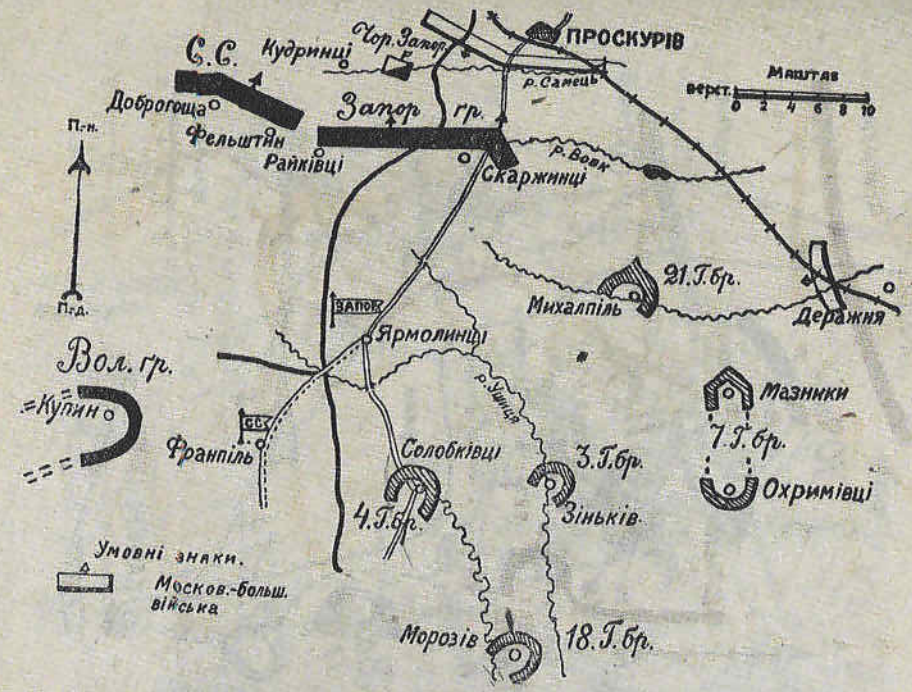 ПРОСКУРІВ
Чор. Запор.
С.С.
Кудринці
р. Самець
Маштаб
верст.
0 2 4 6 8 10
Доброгоща
Запор гр.
Фельштин
П.-н.
Райківці
Скаржинці
р. Вовк
21. Г. бр.
П.-д.
ЗАПОР
Михалпіль
Деражня
Ярмолинці
Вол. гр.
Купин
р. Ушиця
Мазники
СС
Франпіль
Солобківці
3. Г. бр.
7. Г. бр.
4. Г. бр.
Зіньків
Охримівці
Умовні знаки.
Москов.-больш.
війська
Морозів
18. Г. бр.